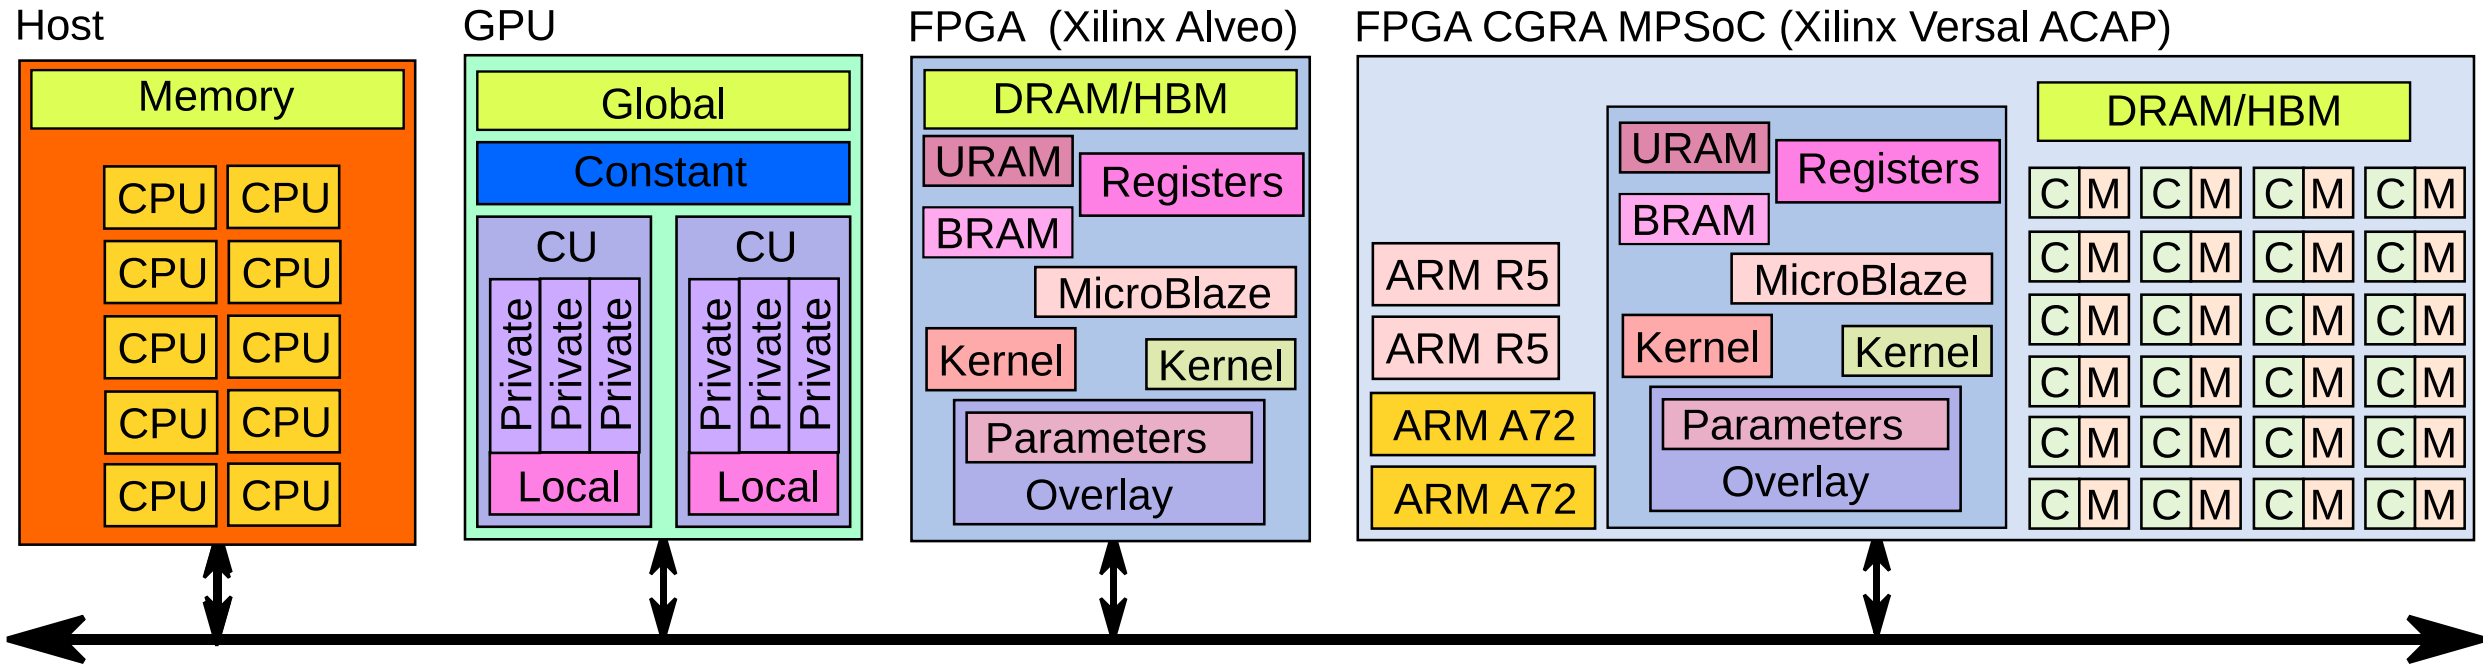 Host
Memory
CPU CPU
CPU CPU
CPU CPU
CPU CPU
CPU CPU
GPU
Global
Constant
CU
Private
Private
Private
Local
CU
Private
Private
Private
Local
FPGA (Xilinx Alveo)
DRAM/HBM
URAM
Registers
BRAM
MicroBlaze
Kernel
Kernel
Parameters
Overlay
FPGA CGRA MPSoC (Xilinx Versal ACAP)
ARM R5
ARM R5
ARM A72
ARM A72
URAM
Registers
BRAM
MicroBlaze
Kernel
Kernel
Parameters
Overlay
DRAM/HBM
C M C M C M C M
C M C M C M C M
C M C M C M C M
C M C M C M C M
C M C M C M C M
C M C M C M C M